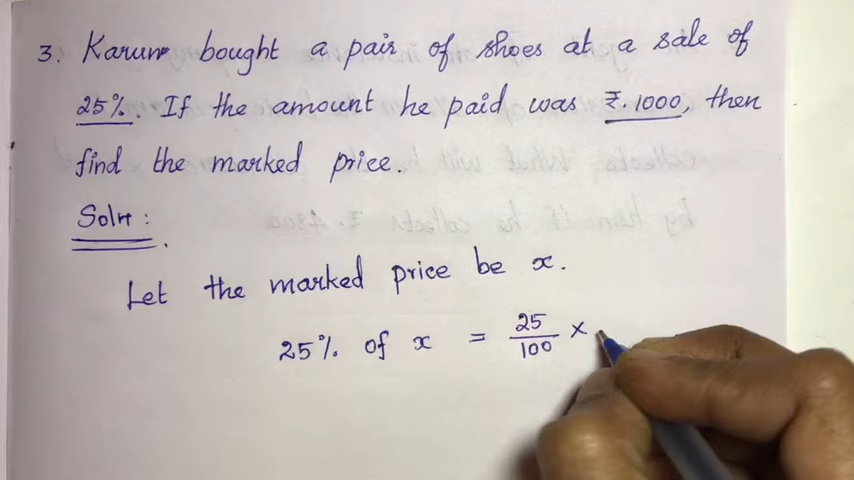 3. Karun bought a pair of shoes at a sale of
25%. If the amount he paid was ₹.1000, then
find the marked price.
Soln:
Let the marked price be x.
25% of x = 25/100 ×